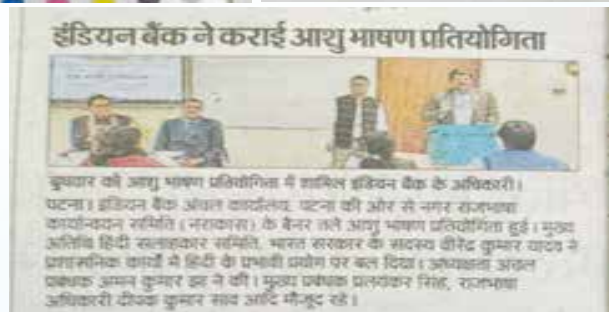 इंडियन बैंक ने कराई आशु भाषण प्रतियोगिता
बुधवार को आशु भाषण प्रतियोगिता में शामिल इंडियन बैंक के अधिकारी।
पटना। इंडियन बैंक अंचल कार्यालय, पटना की ओर से नगर राजभाषा
कार्यान्वयन समिति (नराकास) के बैनर तले आशु भाषण प्रतियोगिता हुई। मुख्य
अतिथि हिंदी सलाहकार समिति, भारत सरकार के सदस्य वीरेंद्र कुमार यादव ने
प्रशासनिक कार्यों में हिंदी के प्रभावी प्रयोग पर बल दिया। अध्यक्षता अंचल
प्रबंधक अमन कुमार झा ने की। मुख्य प्रबंधक प्रलयंकर सिंह, राजभाषा
अधिकारी दीपक कुमार साव आदि मौजूद रहे।